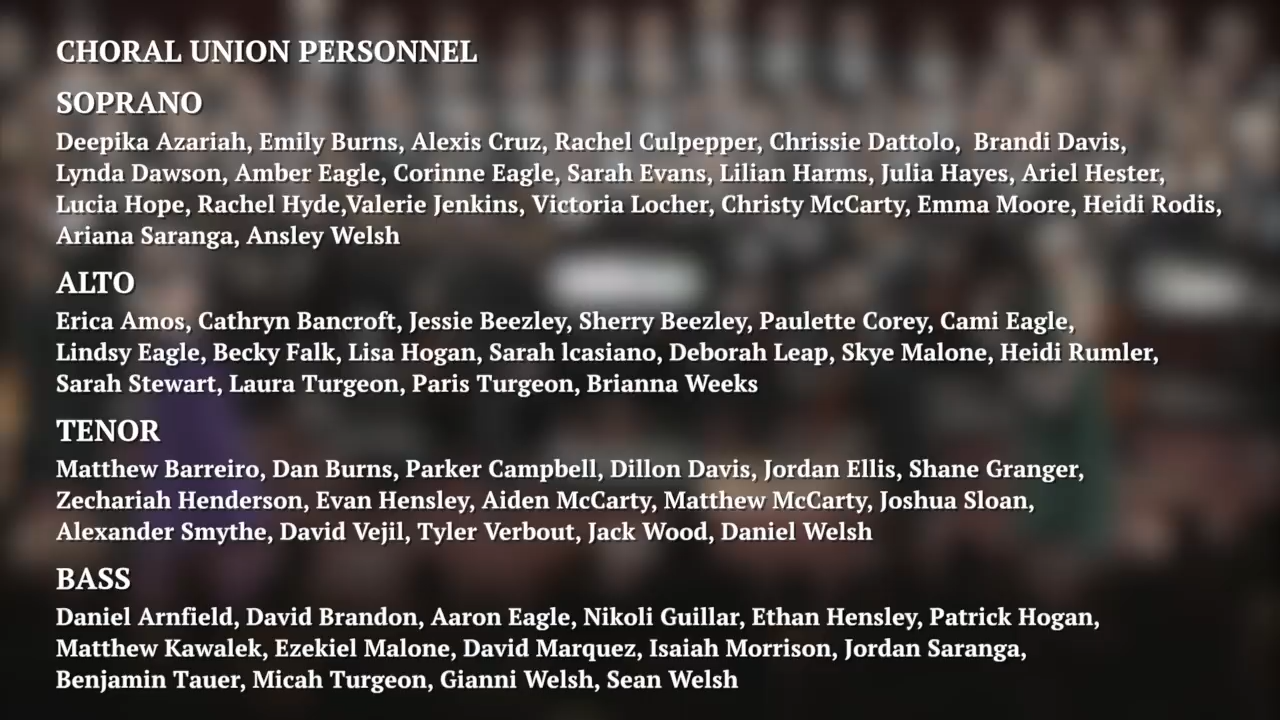 CHORAL UNION PERSONNEL
SOPRANO
Deepika Azariah, Emily Burns, Alexis Cruz, Rachel Culpepper, Chrissie Dattolo,  Brandi Davis,
Lynda Dawson, Amber Eagle, Corinne Eagle, Sarah Evans, Lilian Harms, Julia Hayes, Ariel Hester,
Lucia Hope, Rachel Hyde,Valerie Jenkins, Victoria Locher, Christy McCarty, Emma Moore, Heidi Rodis,
Ariana Saranga, Ansley Welsh
ALTO
Erica Amos, Cathryn Bancroft, Jessie Beezley, Sherry Beezley, Paulette Corey, Cami Eagle,
Lindsy Eagle, Becky Falk, Lisa Hogan, Sarah lcasiano, Deborah Leap, Skye Malone, Heidi Rumler,
Sarah Stewart, Laura Turgeon, Paris Turgeon, Brianna Weeks
TENOR
Matthew Barreiro, Dan Burns, Parker Campbell, Dillon Davis, Jordan Ellis, Shane Granger,
Zechariah Henderson, Evan Hensley, Aiden McCarty, Matthew McCarty, Joshua Sloan,
Alexander Smythe, David Vejil, Tyler Verbout, Jack Wood, Daniel Welsh
BASS
Daniel Arnfield, David Brandon, Aaron Eagle, Nikoli Guillar, Ethan Hensley, Patrick Hogan,
Matthew Kawalek, Ezekiel Malone, David Marquez, Isaiah Morrison, Jordan Saranga,
Benjamin Tauer, Micah Turgeon, Gianni Welsh, Sean Welsh